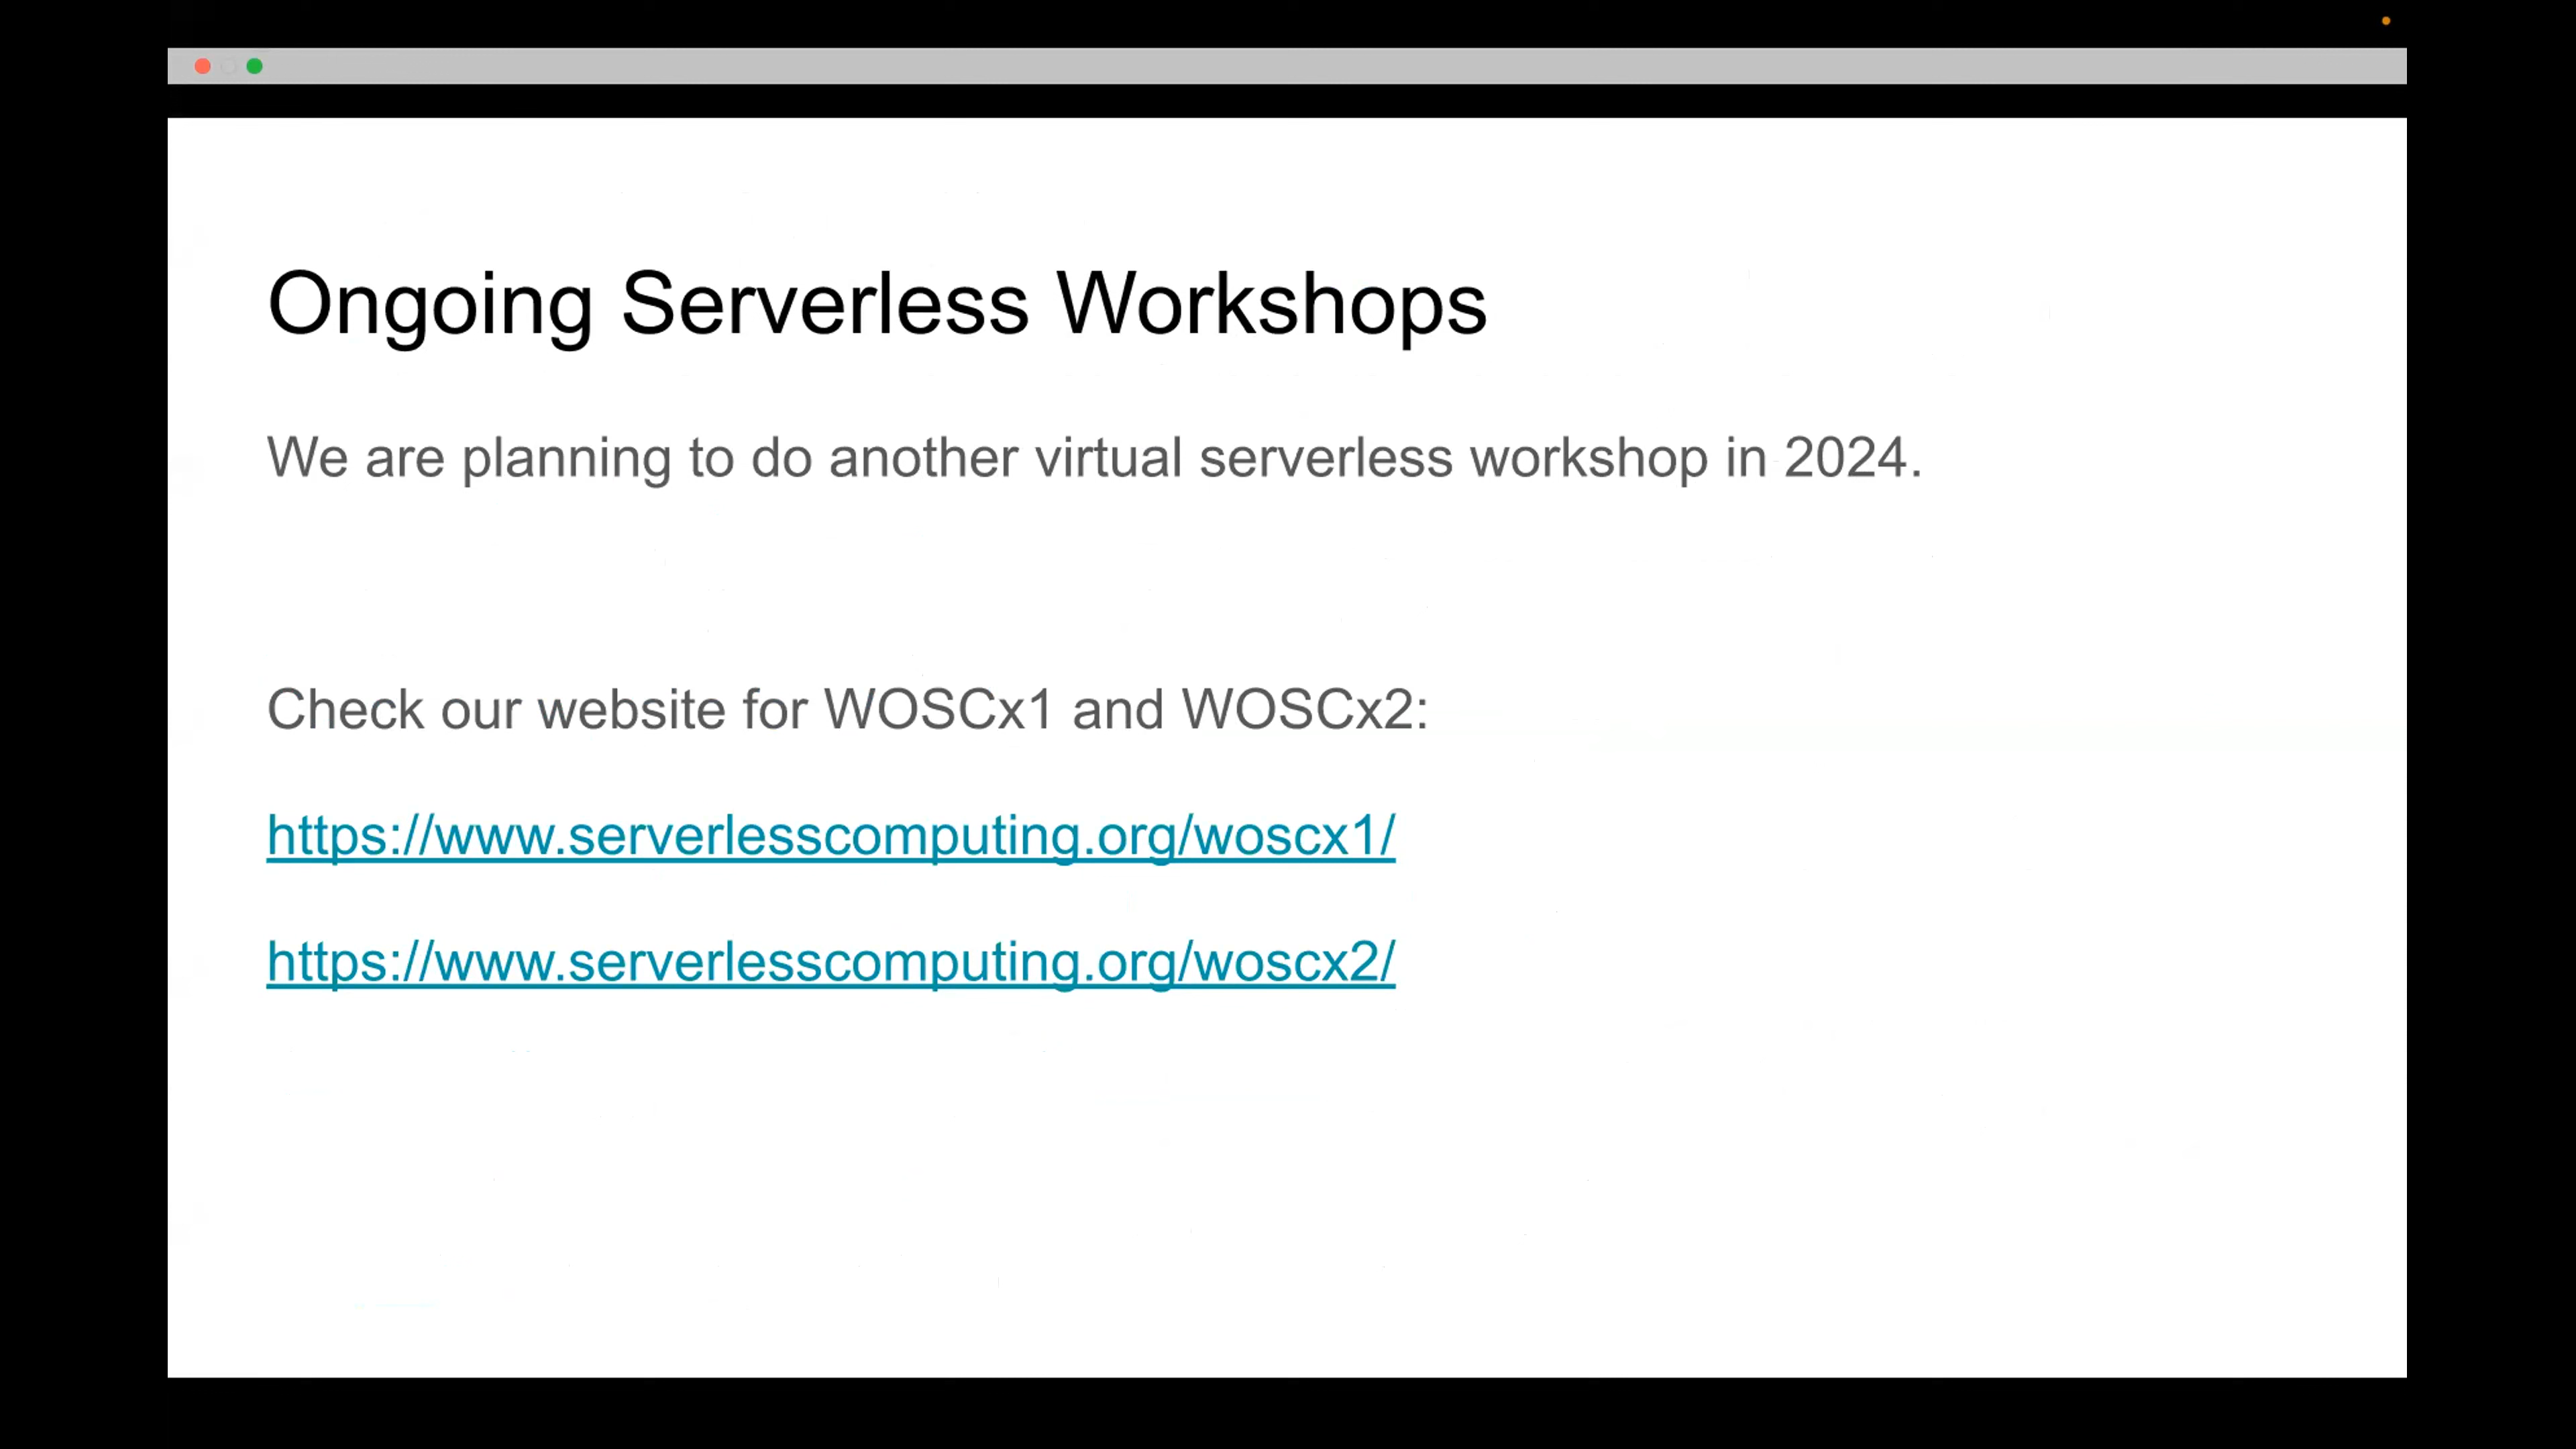 Ongoing Serverless Workshops
We are planning to do another virtual serverless workshop in 2024.
Check our website for WOSCx1 and WOSCx2:
https://www.serverlesscomputing.org/woscx1/
https://www.serverlesscomputing.org/woscx2/